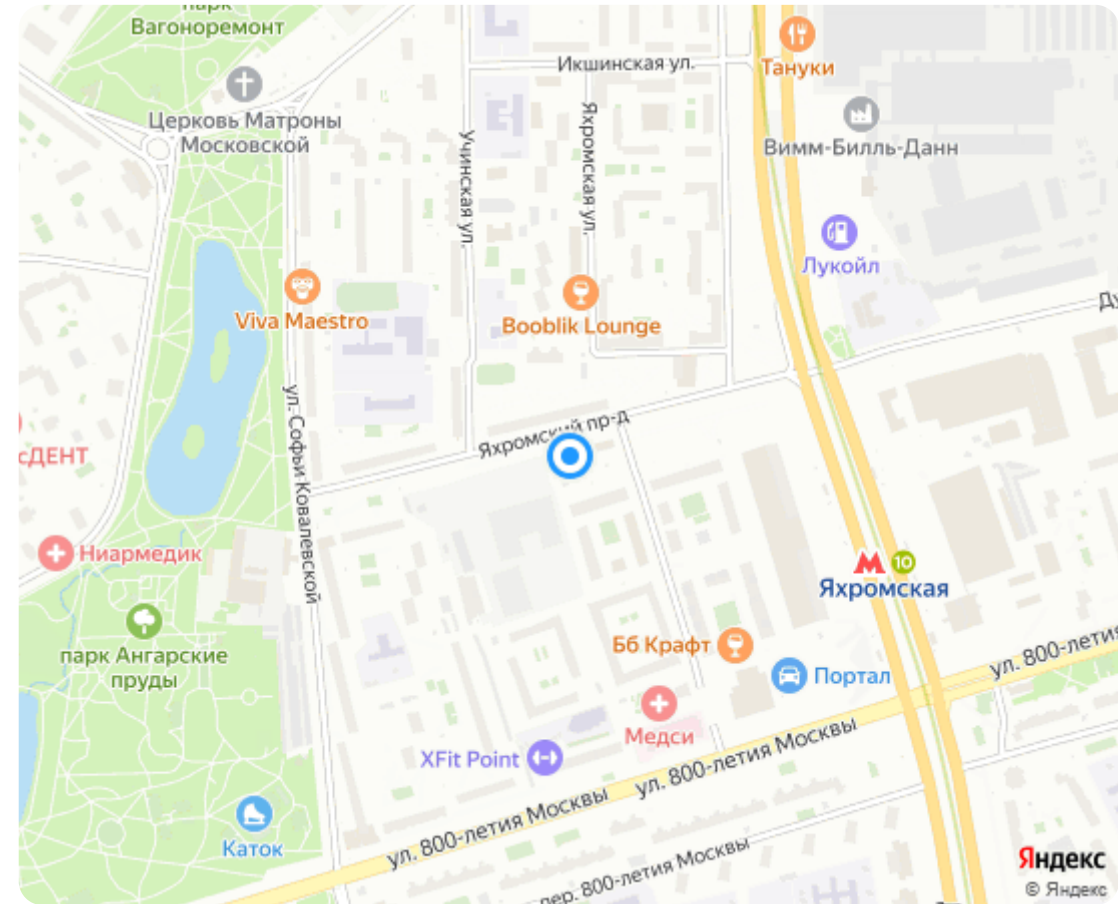 парк
Вагоноремонт
Икшинская ул.
Тануки
Церковь Матроны
Московской
Вимм-Билль-Данн
Учинская ул.
Яхромская ул.
Лукойл
Viva Maestro
Booblik Lounge
ул. Софьи Ковалевской
Яхромский пр-д
Ниармедик
10
Яхромская
парк Ангарские
пруды
Бб Крафт
ул. 800-летия
Портал
Медси
XFit Point
ул. 800-летия Москвы
ул. 800-летия Москвы
Каток
пер. 800-летия Москвы
Яндекс
© Яндекс